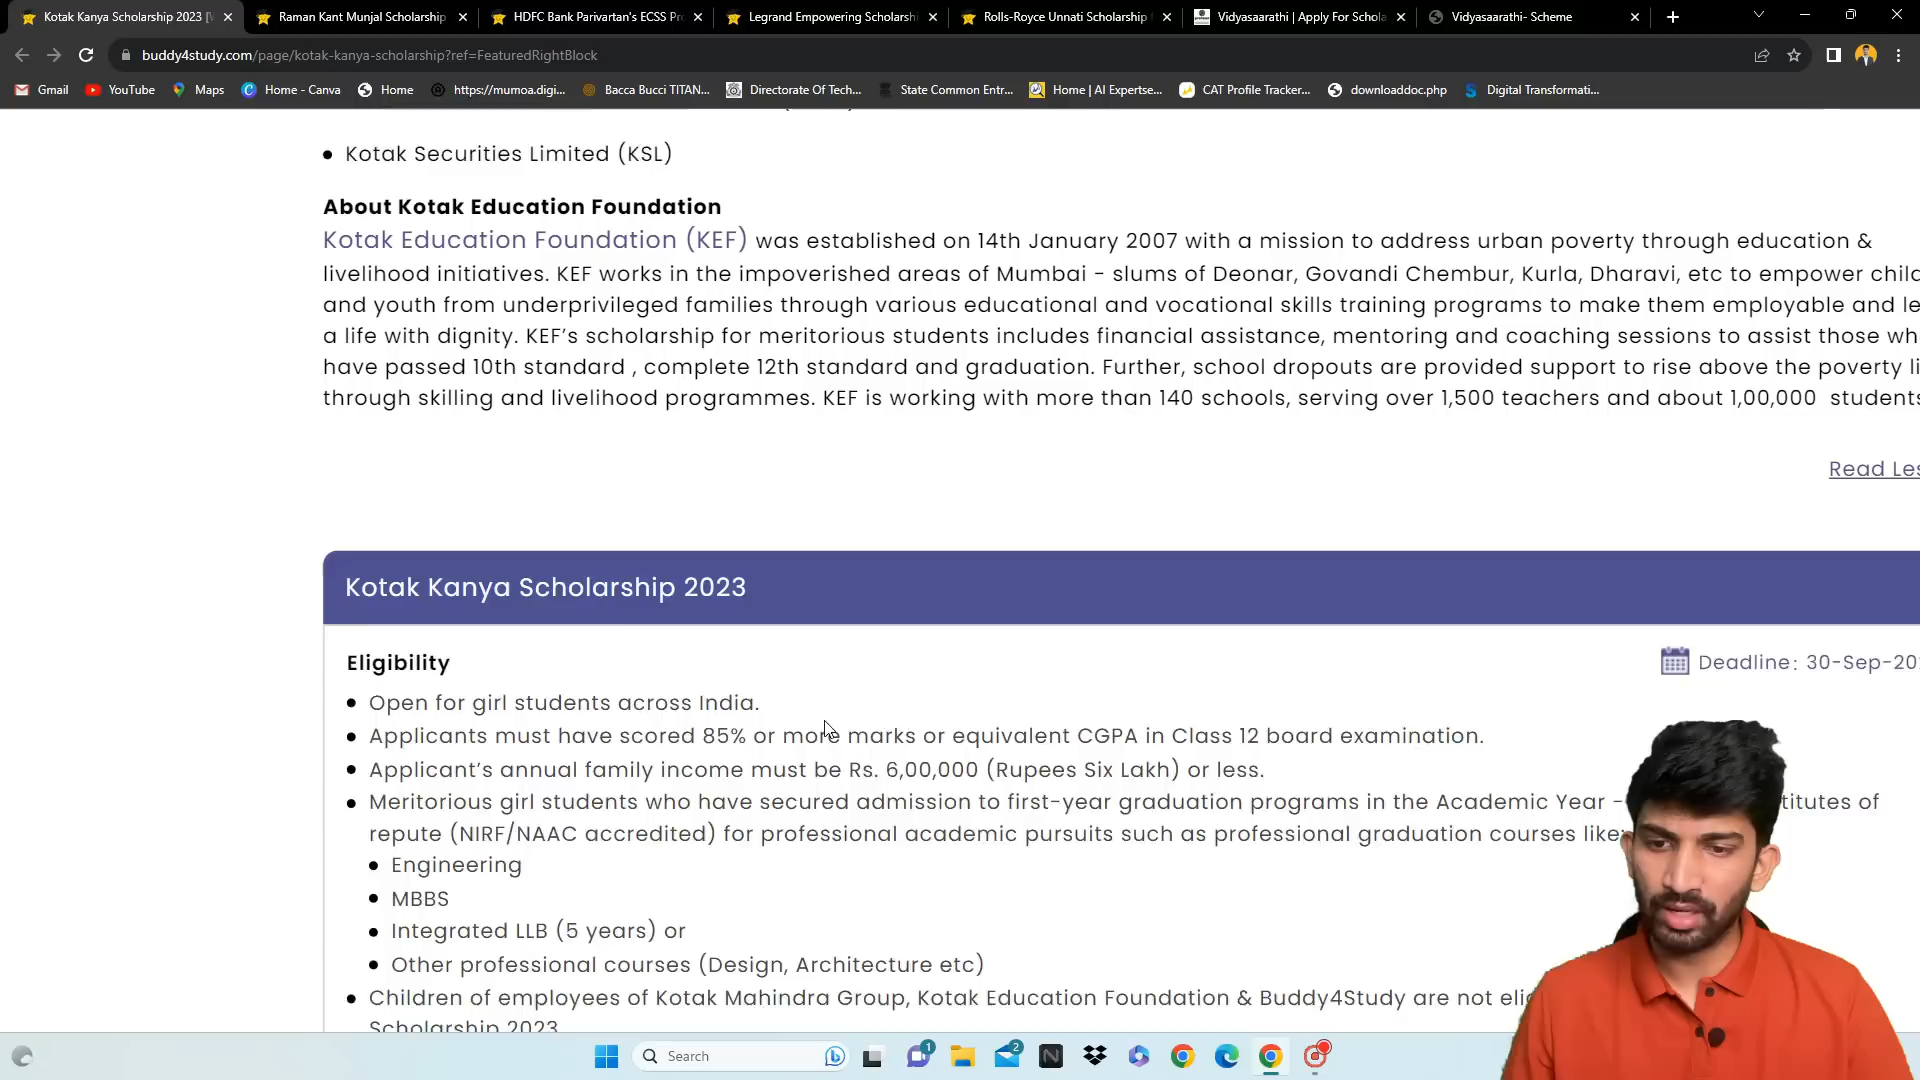 Kotak Kanya Scholarship 2023 [
Raman Kant Munjal Scholarship
HDFC Bank Parivartan's ECSS Pr
Legrand Empowering Scholarshi
Rolls-Royce Unnati Scholarship
Vidyasaarathi | Apply For Schola
Vidyasaarathi- Scheme
buddy4study.com/page/kotak-kanya-scholarship?ref=FeaturedRightBlock
Gmail
YouTube
Maps
Home - Canva
Home
https://mumoa.digi...
Bacca Bucci TITAN...
Directorate Of Tech...
State Common Entr...
Home | AI Expertse...
CAT Profile Tracker...
downloaddoc.php
Digital Transformati...
Kotak Securities Limited (KSL)
About Kotak Education Foundation
Kotak Education Foundation (KEF) was established on 14th January 2007 with a mission to address urban poverty through education &
livelihood initiatives. KEF works in the impoverished areas of Mumbai - slums of Deonar, Govandi Chembur, Kurla, Dharavi, etc to empower child
and youth from underprivileged families through various educational and vocational skills training programs to make them employable and le
a life with dignity. KEF's scholarship for meritorious students includes financial assistance, mentoring and coaching sessions to assist those wh
have passed 10th standard , complete 12th standard and graduation. Further, school dropouts are provided support to rise above the poverty li
through skilling and livelihood programmes. KEF is working with more than 140 schools, serving over 1,500 teachers and about 1,00,000 students
Read Les
Kotak Kanya Scholarship 2023
Eligibility
Deadline: 30-Sep-20
Open for girl students across India.
Applicants must have scored 85% or more marks or equivalent CGPA in Class 12 board examination.
Applicant's annual family income must be Rs. 6,00,000 (Rupees Six Lakh) or less.
Meritorious girl students who have secured admission to first-year graduation programs in the Academic Year - titutes of
repute (NIRF/NAAC accredited) for professional academic pursuits such as professional graduation courses like:
Engineering
MBBS
Integrated LLB (5 years) or
Other professional courses (Design, Architecture etc)
Children of employees of Kotak Mahindra Group, Kotak Education Foundation & Buddy4Study are not eli
Scholarship 2023
Search
1
2